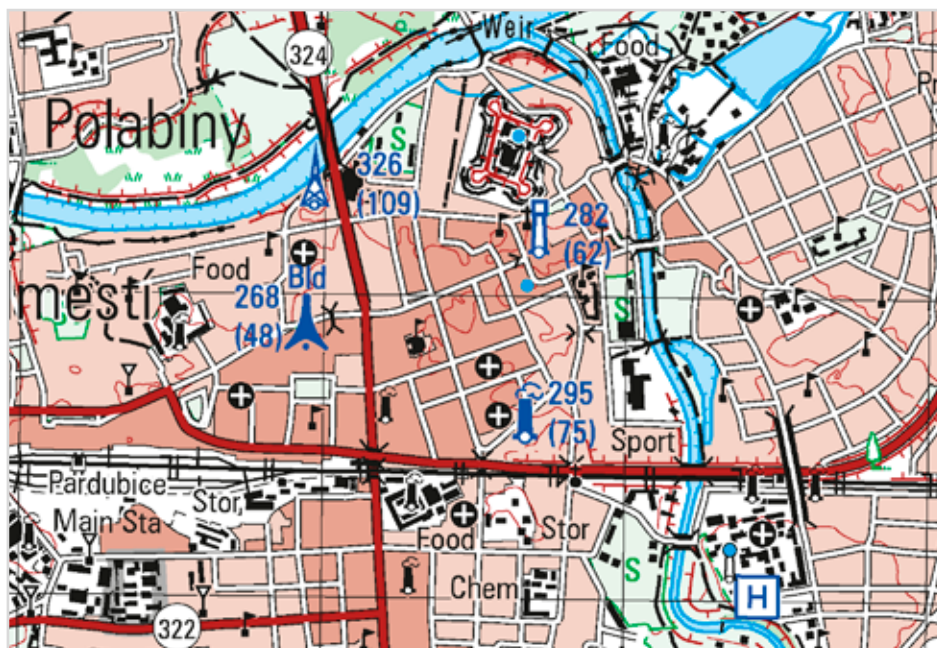 Weir
Food
324
Pr
Polabiny
S
326
(109)
282
(62)
Food
Bld
městí
268
(48)
S
295
(75)
Sport
Pardubice
Main Sta
Stor
Food
Stor
S
Chem
H
322